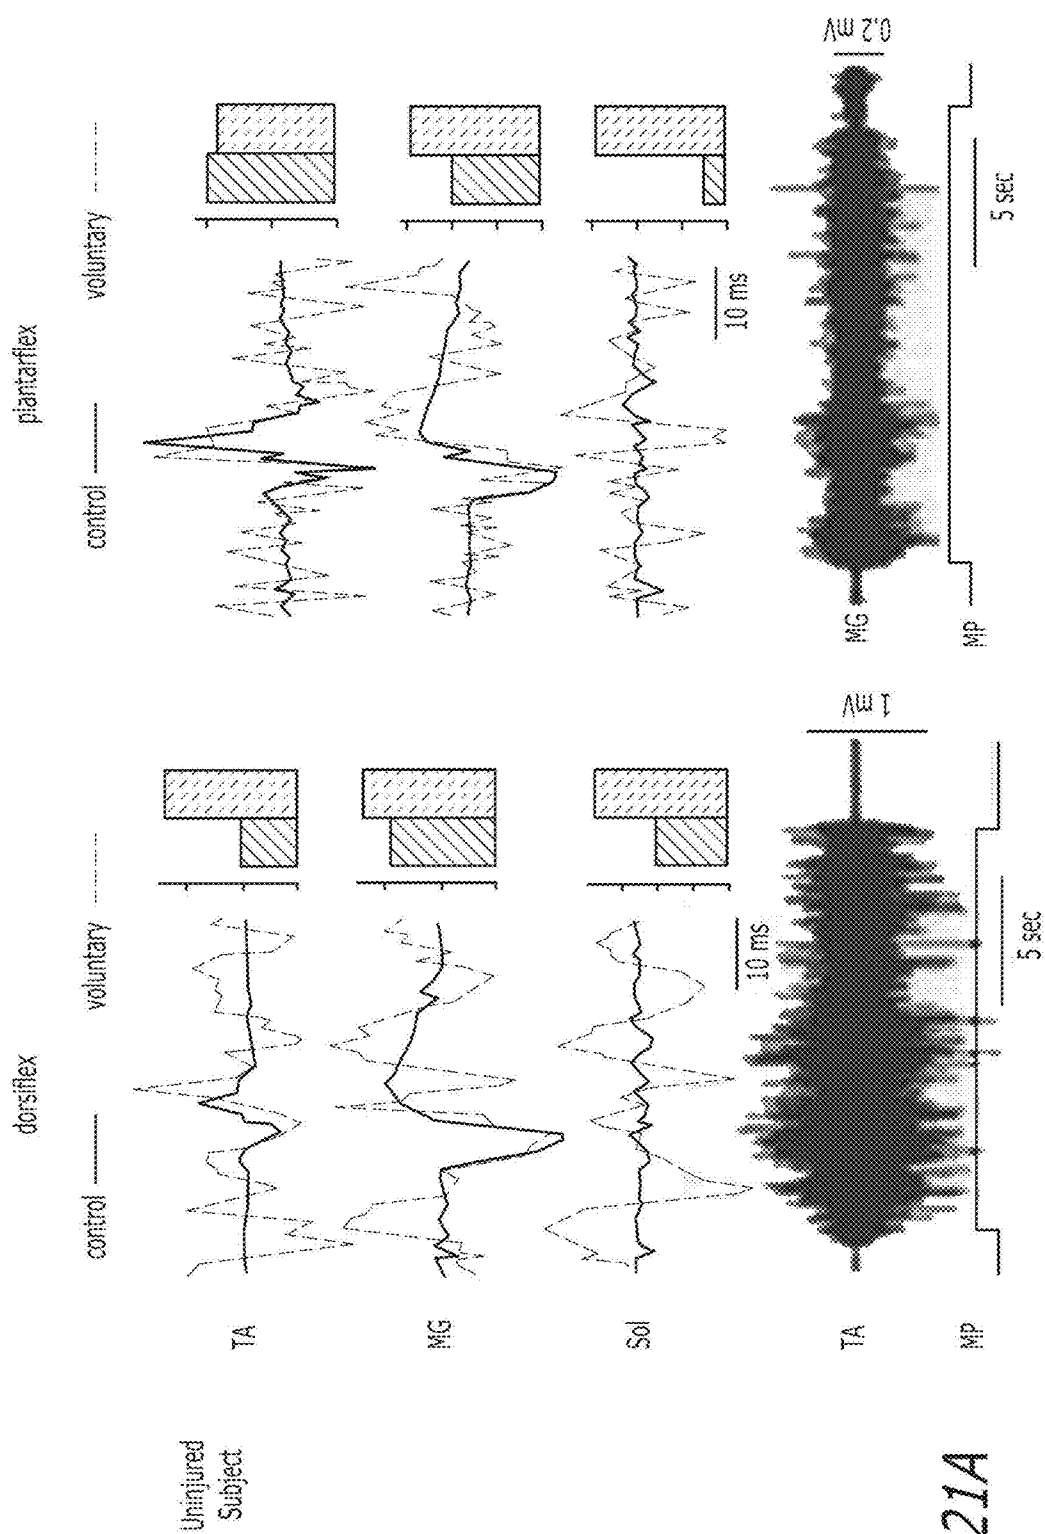 dorsiflex
plantarflex
control
voluntary
control
voluntary
Uninjured
Subject
TA
MG
Sol
10 ms
10 ms
TA
1 mV
MG
0.2 mV
MP
5 sec
MP
5 sec
21A